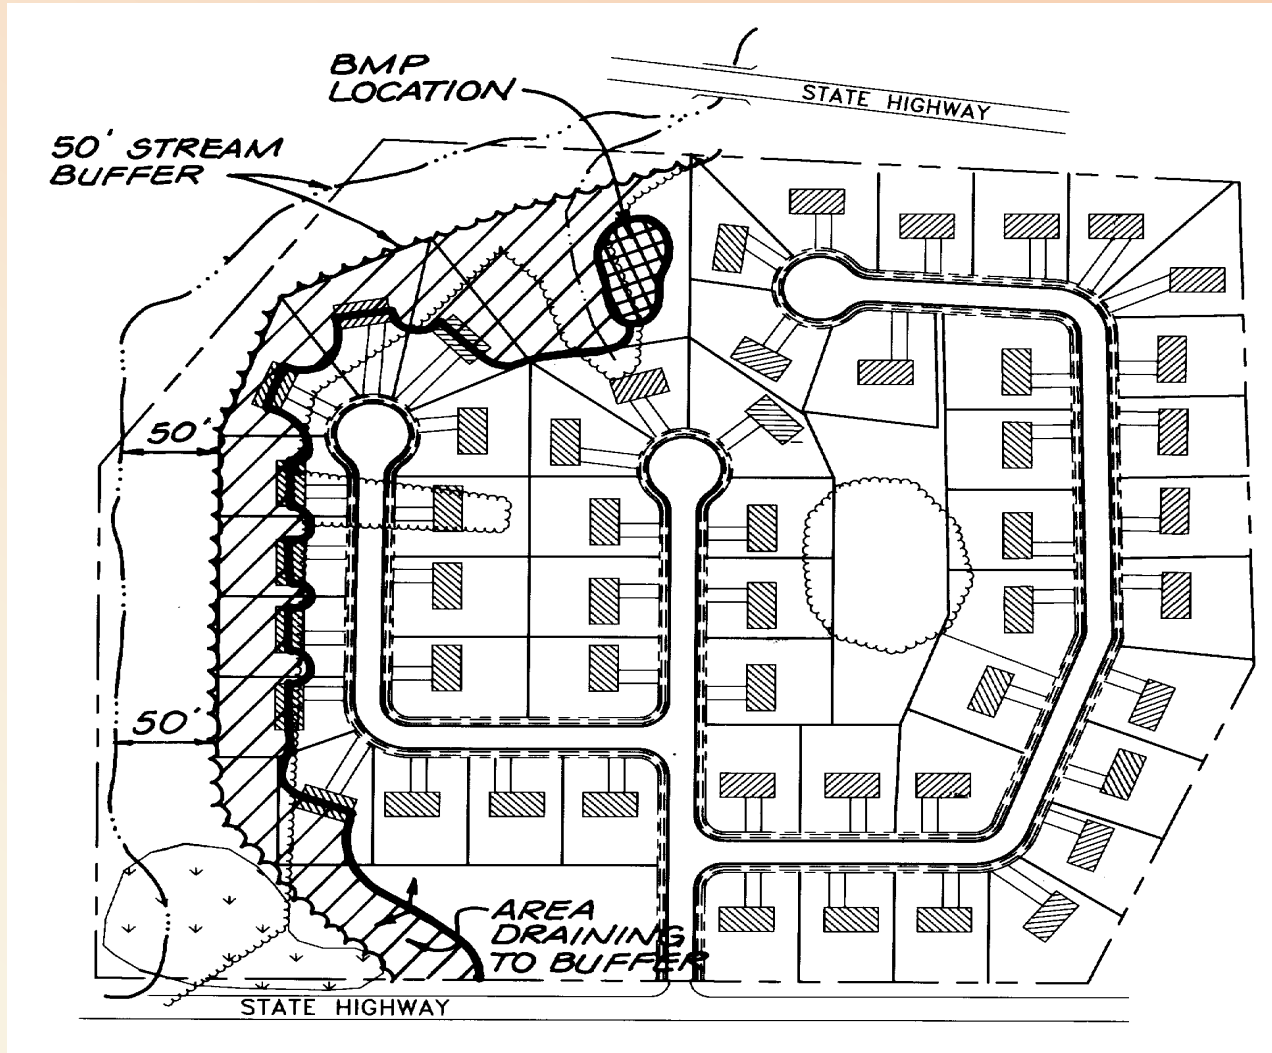 BMP
LOCATION
STATE HIGHWAY
50' STREAM
BUFFER
50'
50'
AREA
DRAINING
TO BUFFER
STATE HIGHWAY